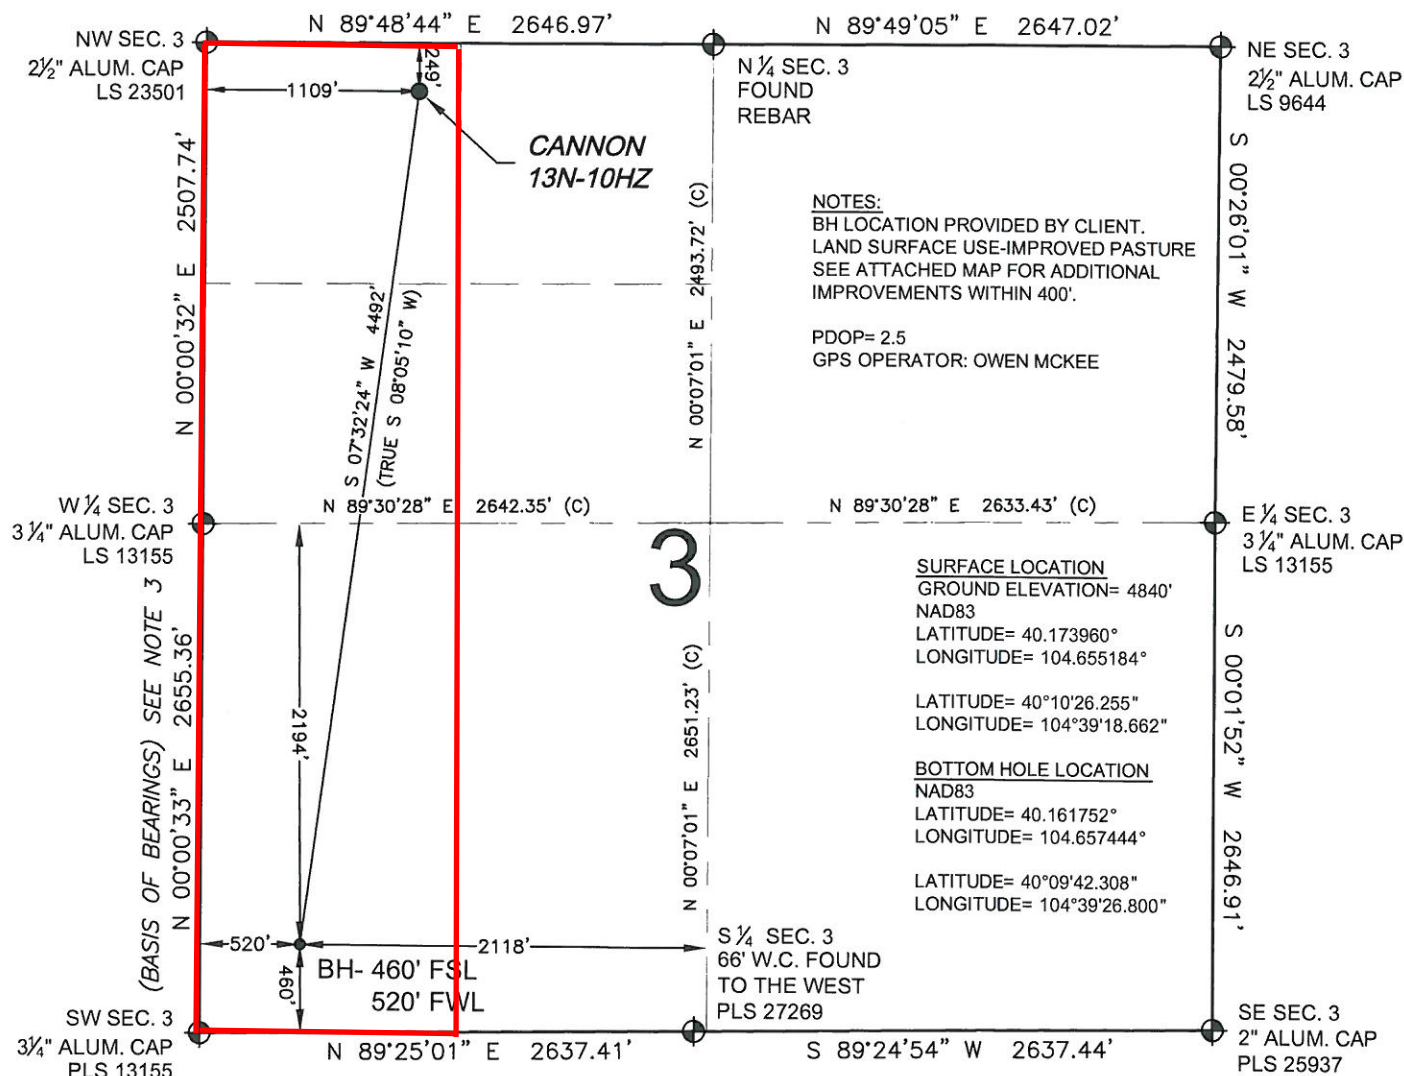 N 89°48'44" E 2646.97'
N 89°49'05" E 2647.02'
NW SEC. 3
2½" ALUM. CAP
LS 23501
249'
1109'
N ¼ SEC. 3
FOUND
REBAR
NE SEC. 3
2½" ALUM. CAP
LS 9644
CANNON
13N-10HZ
N 00°00'32" E 2507.74'
S 07°32'24" W 4492'
(TRUE S 08°05'10" W)
N 00°07'01" E 2493.72' (C)
NOTES:
BH LOCATION PROVIDED BY CLIENT.
LAND SURFACE USE-IMPROVED PASTURE
SEE ATTACHED MAP FOR ADDITIONAL
IMPROVEMENTS WITHIN 400'.
PDOP= 2.5
GPS OPERATOR: OWEN MCKEE
S 00°26'01" W 2479.58'
W ¼ SEC. 3
3¼" ALUM. CAP
LS 13155
N 89°30'28" E 2642.35' (C)
N 89°30'28" E 2633.43' (C)
E ¼ SEC. 3
3¼" ALUM. CAP
LS 13155
3
(BASIS OF BEARINGS) SEE NOTE 3
N 00°00'33" E 2655.36'
2194'
N 00°07'01" E 2651.23' (C)
SURFACE LOCATION
GROUND ELEVATION= 4840'
NAD83
LATITUDE= 40.173960°
LONGITUDE= 104.655184°
LATITUDE= 40°10'26.255"
LONGITUDE= 104°39'18.662"
BOTTOM HOLE LOCATION
NAD83
LATITUDE= 40.161752°
LONGITUDE= 104.657444°
LATITUDE= 40°09'42.308"
LONGITUDE= 104°39'26.800"
S 00°01'52" W 2646.91'
520'
2118'
460'
BH- 460' FSL
520' FWL
S ¼ SEC. 3
66' W.C. FOUND
TO THE WEST
PLS 27269
SW SEC. 3
3¼" ALUM. CAP
PLS 13155
N 89°25'01" E 2637.41'
S 89°24'54" W 2637.44'
SE SEC. 3
2" ALUM. CAP
PLS 25937